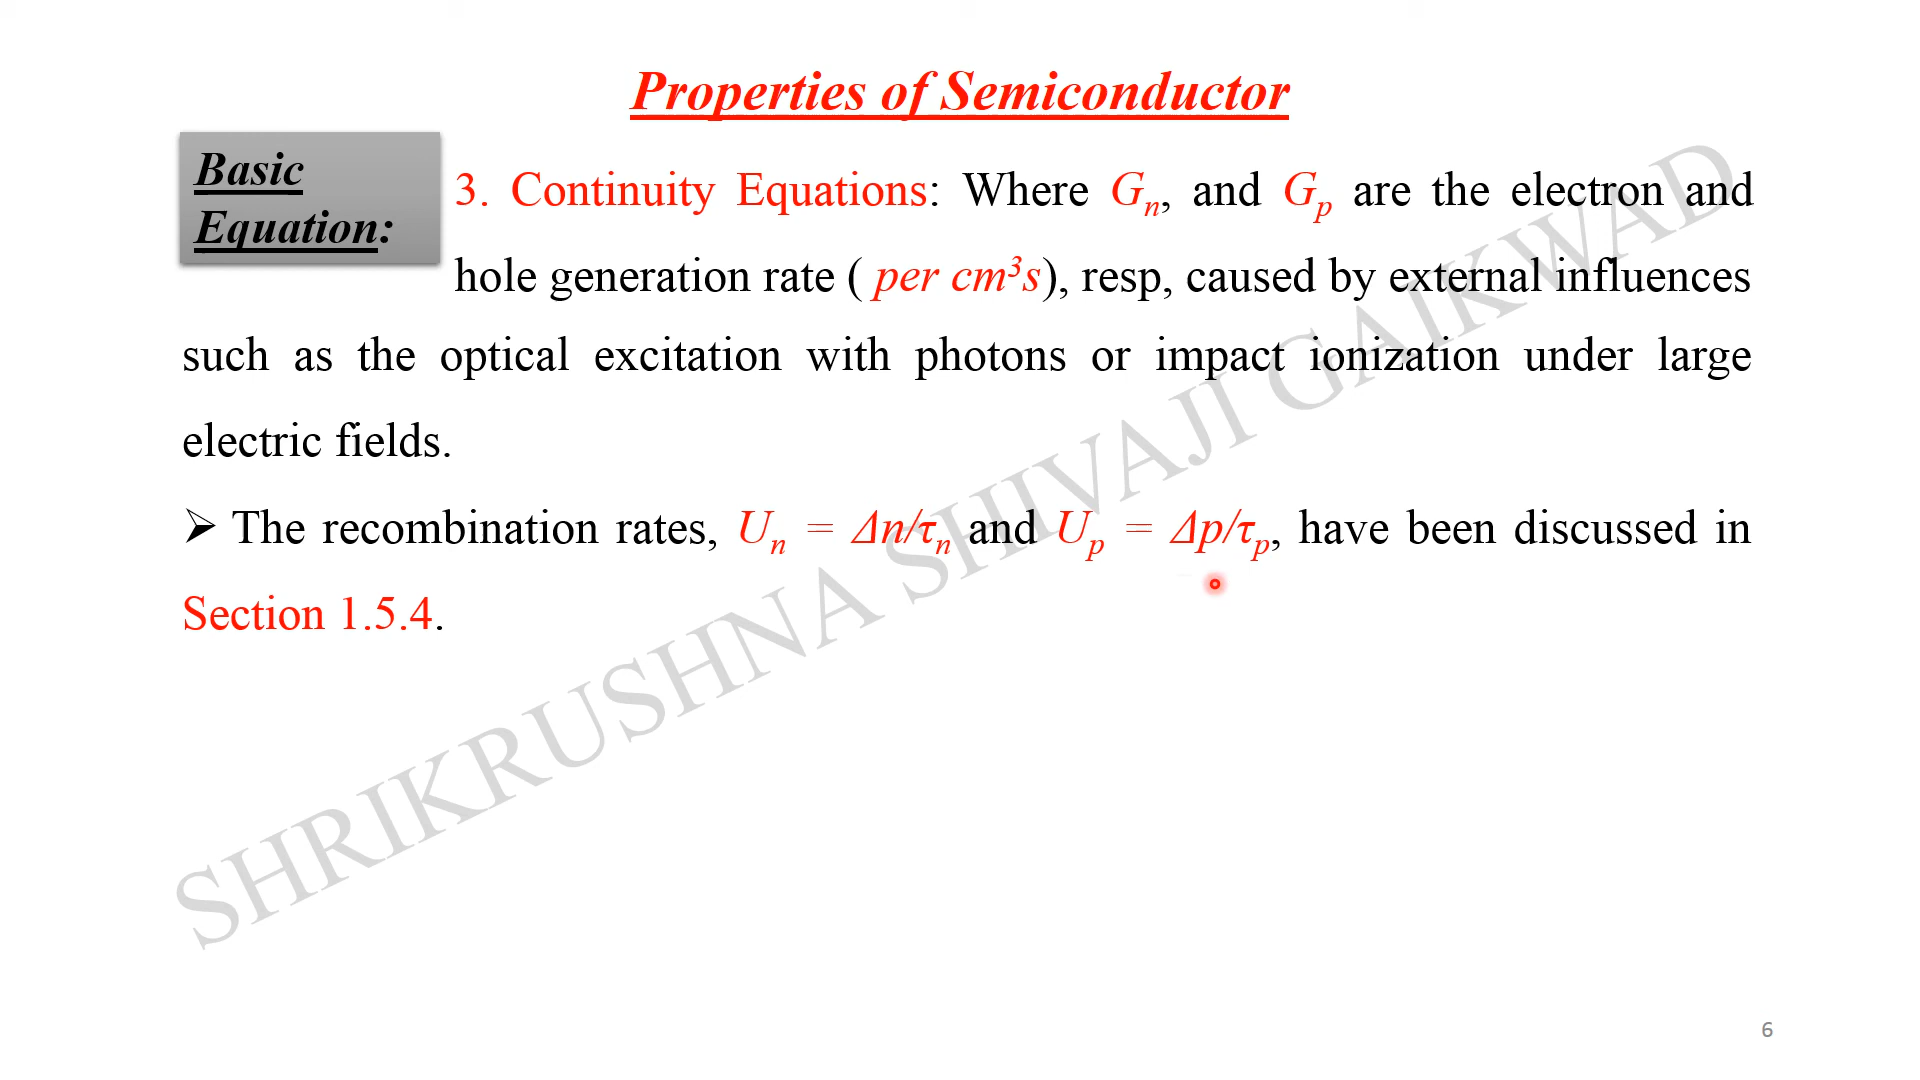 Properties of Semiconductor
Basic
Equation:
3. Continuity Equations: Where Gn, and Gp are the electron and
hole generation rate ( per cm³s), resp, caused by external influences
such as the optical excitation with photons or impact ionization under large
electric fields.
➢ The recombination rates, Un = Δn/τn and Up = Δp/τp, have been discussed in
Section 1.5.4.
SHRIKRUSHNA SHIVAJI GAIKWAD
6